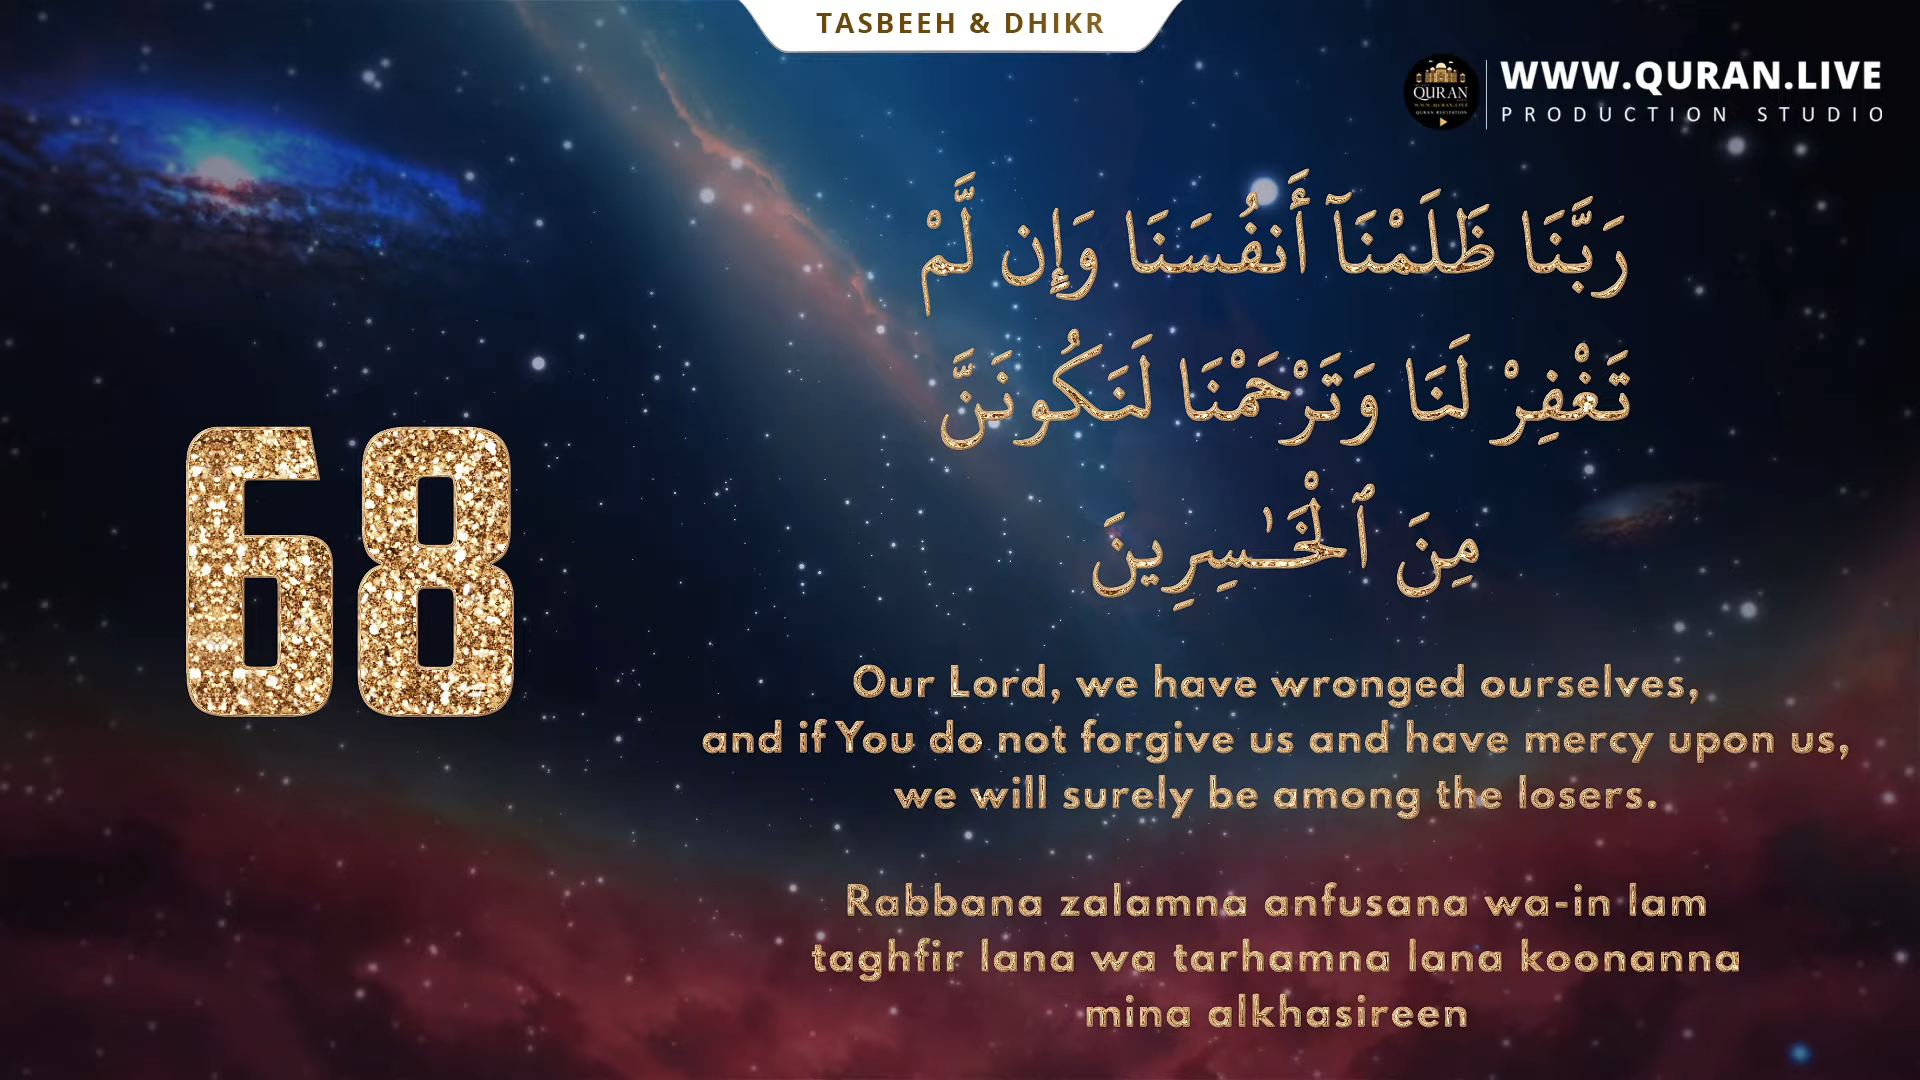 TASBEEH & DHIKR
QURAN
WWW.QURAN.LIVE
PRODUCTION STUDIO
رَبَّنَا ظَلَمْنَآ أَنفُسَنَا وَإِن لَّمْ
تَغْفِرْ لَنَا وَتَرْحَمْنَا لَنَكُونَنَّ
مِنَ ٱلْخَـٰسِرِينَ
68
Our Lord, we have wronged ourselves,
and if You do not forgive us and have mercy upon us,
we will surely be among the losers.
Rabbana zalamna anfusana wa-in lam
taghfir lana wa tarhamna lana koonanna
mina alkhasireen